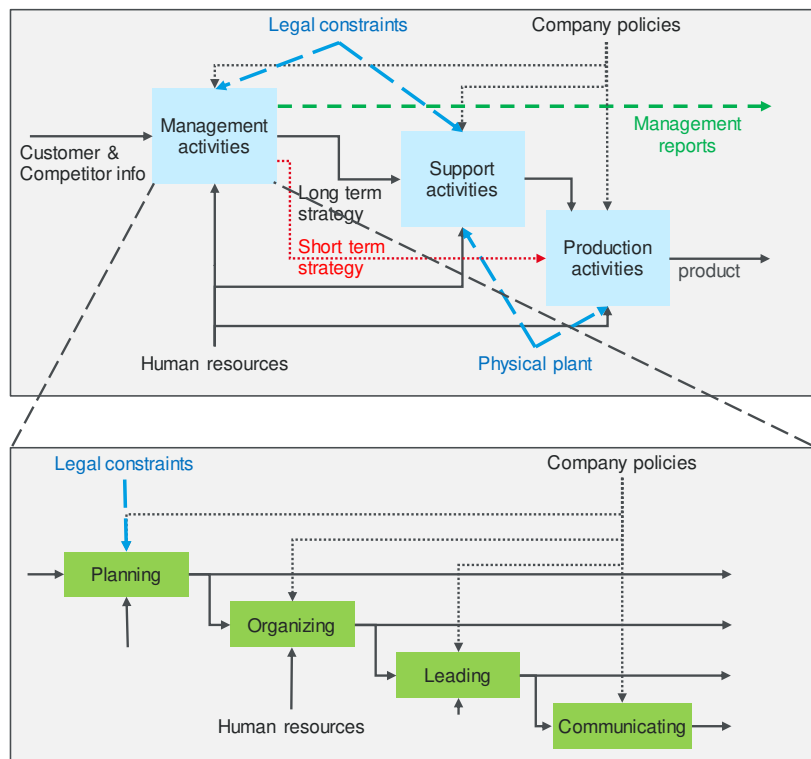 Legal constraints
Company policies
Management
activities
Management
reports
Customer &
Competitor info
Support
activities
Long term
strategy
Short term
strategy
Production
activities
product
Human resources
Physical plant
Legal constraints
Company policies
Planning
Organizing
Leading
Human resources
Communicating